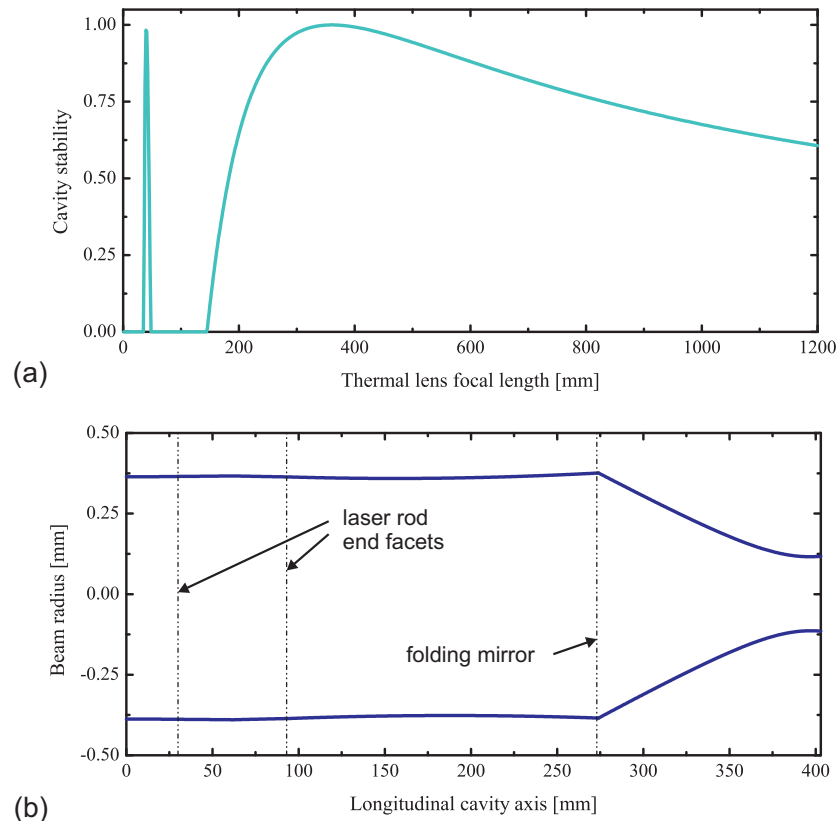 1.00
0.75
0.50
0.25
0.00
Cavity stability
0 200 400 600 800 1000 1200
Thermal lens focal length [mm]
(a)
0.50
0.25
0.00
-0.25
-0.50
Beam radius [mm]
laser rod
end facets
folding mirror
0 50 100 150 200 250 300 350 400
Longitudinal cavity axis [mm]
(b)